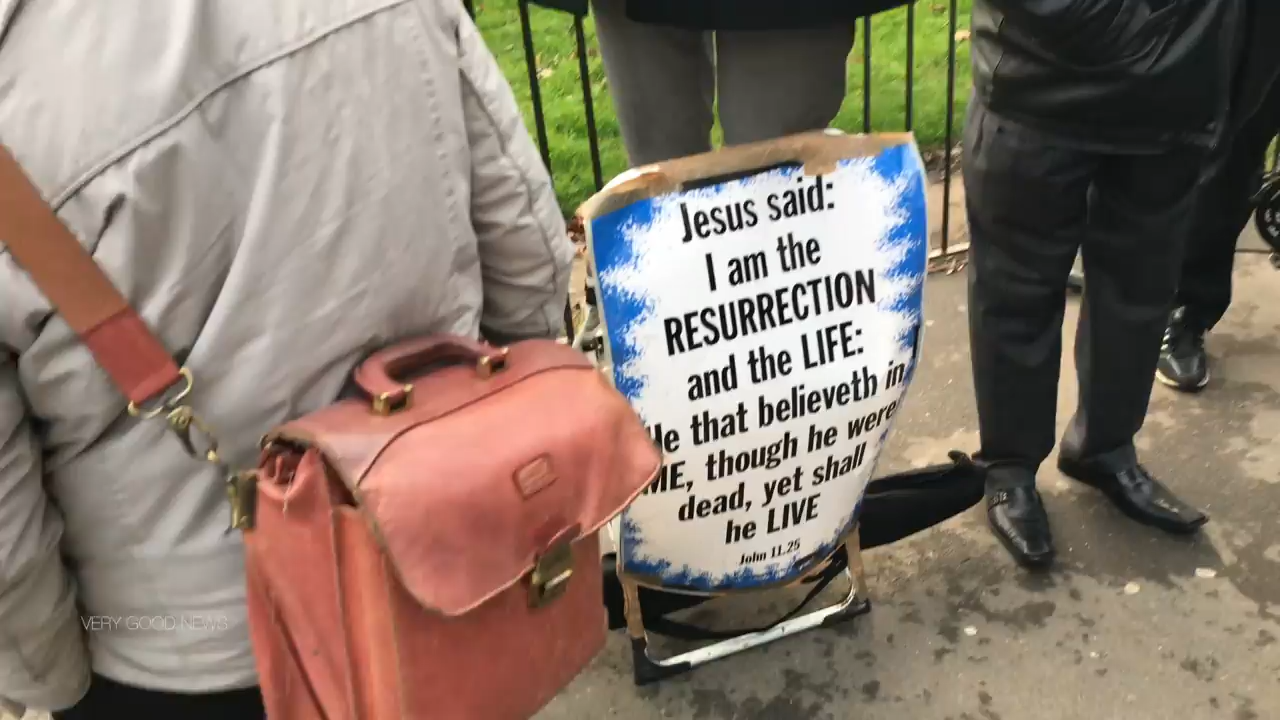 Jesus said:
I am the
RESURRECTION
and the LIFE:
He that believeth in
ME, though he were
dead, yet shall
he LIVE
John 11.25
VERY GOOD NEWS